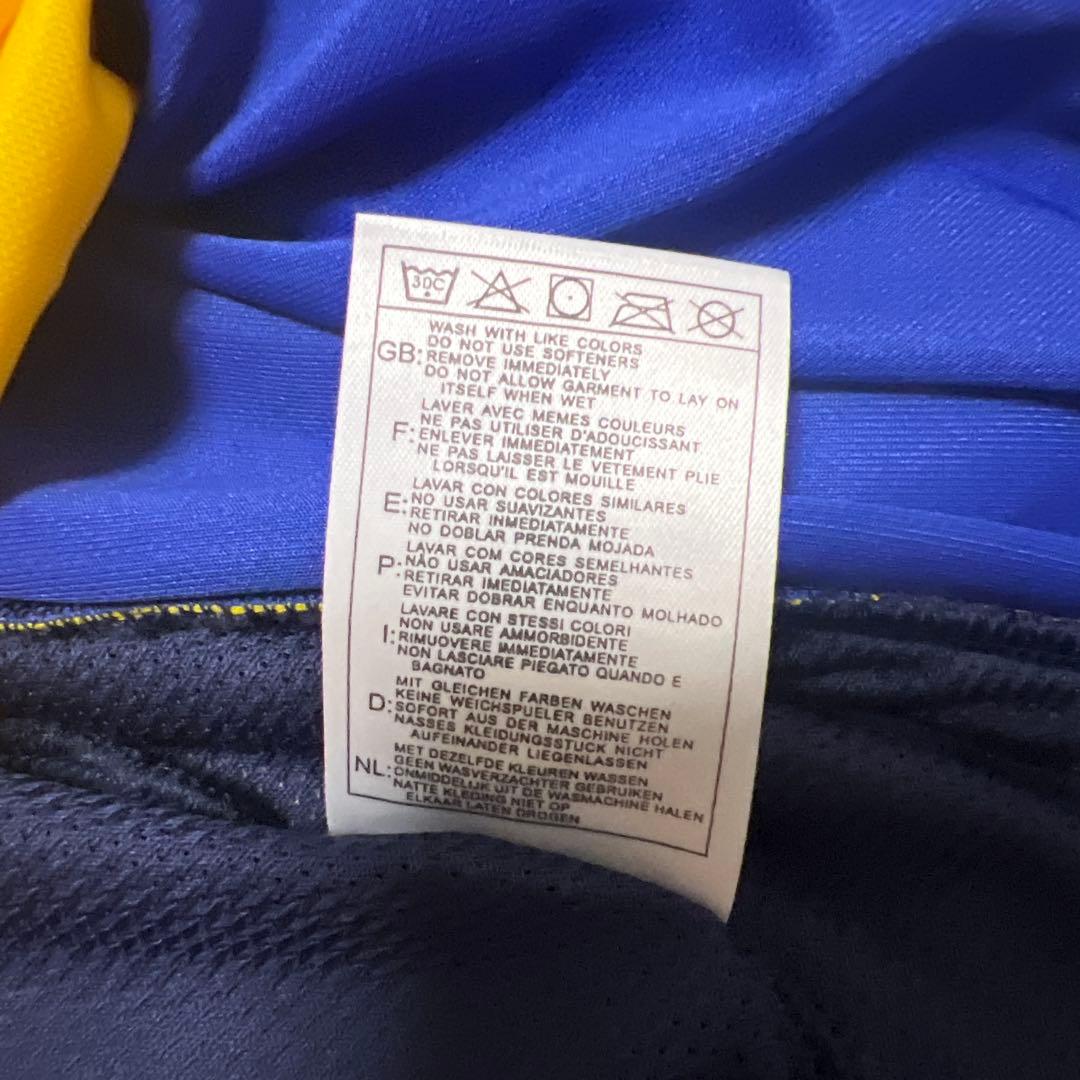 3DC
WASH WITH LIKE COLORS
DO NOT USE SOFTENERS
GB: REMOVE IMMEDIATELY
DO NOT ALLOW GARMENT TO LAY ON
ITSELF WHEN WET
LAVER AVEC MEMES COULEURS
NE PAS UTILISER D'ADOUCISSANT
F: ENLEVER IMMEDIATEMENT
NE PAS LAISSER LE VETEMENT PLIE
LORSQU'IL EST MOUILLE
LAVAR CON COLORES SIMILARES
E: NO USAR SUAVIZANTES
RETIRAR INMEDIATAMENTE
NO DOBLAR PRENDA MOJADA
LAVAR COM CORES SEMELHANTES
P: NÃO USAR AMACIADORES
RETIRAR IMEDIATAMENTE
EVITAR DOBRAR ENQUANTO MOLHADO
LAVARE CON STESSI COLORI
NON USARE AMMORBIDENTE
I: RIMUOVERE IMMEDIATAMENTE
NON LASCIARE PIEGATO QUANDO E
BAGNATO
MIT GLEICHEN FARBEN WASCHEN
KEINE WEICHSPUELER BENUTZEN
D: SOFORT AUS DER MASCHINE HOLEN
NASSES KLEIDUNGSSTUCK NICHT
AUFEINANDER LIEGENLASSEN
MET DEZELFDE KLEUREN WASSEN
GEEN WASVERZACHTER GEBRUIKEN
NL: ONMIDDELIJK UIT DE WASMACHINE HALEN
NATTE KLEDING NIET OP
ELKAAR LATEN DROGEN